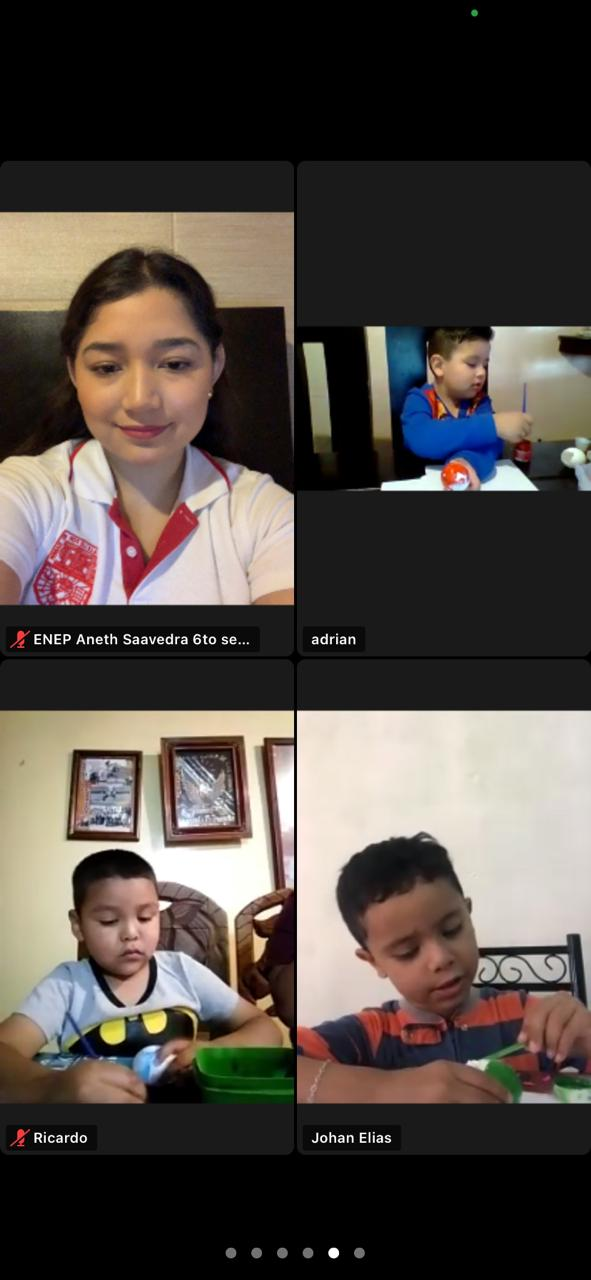 ENEP Aneth Saavedra 6to se...
adrian
Ricardo
Johan Elias